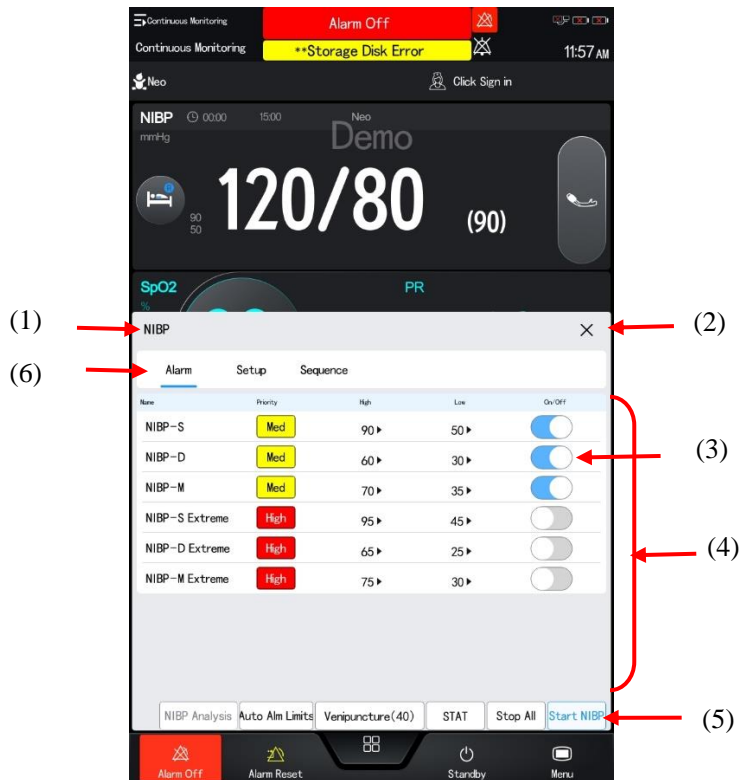 Continuous Monitoring
Alarm Off
Continuous Monitoring
**Storage Disk Error
11:57 AM
Neo
Click Sign in
NIBP 00:00 15:00 Neo
mmHg
Demo
R
120/80 (90)
90
50
SpO2 PR
%
(1) NIBP (2)
(6) Alarm Setup Sequence
Name Priority High Low On/Off
NIBP-S Med 90 50
NIBP-D Med 60 30 (3)
NIBP-M Med 70 35
NIBP-S Extreme High 95 45
NIBP-D Extreme High 65 25 (4)
NIBP-M Extreme High 75 30
NIBP Analysis Auto Alm Limits Venipuncture(40) STAT Stop All Start NIBP (5)
Alarm Off Alarm Reset Standby Menu